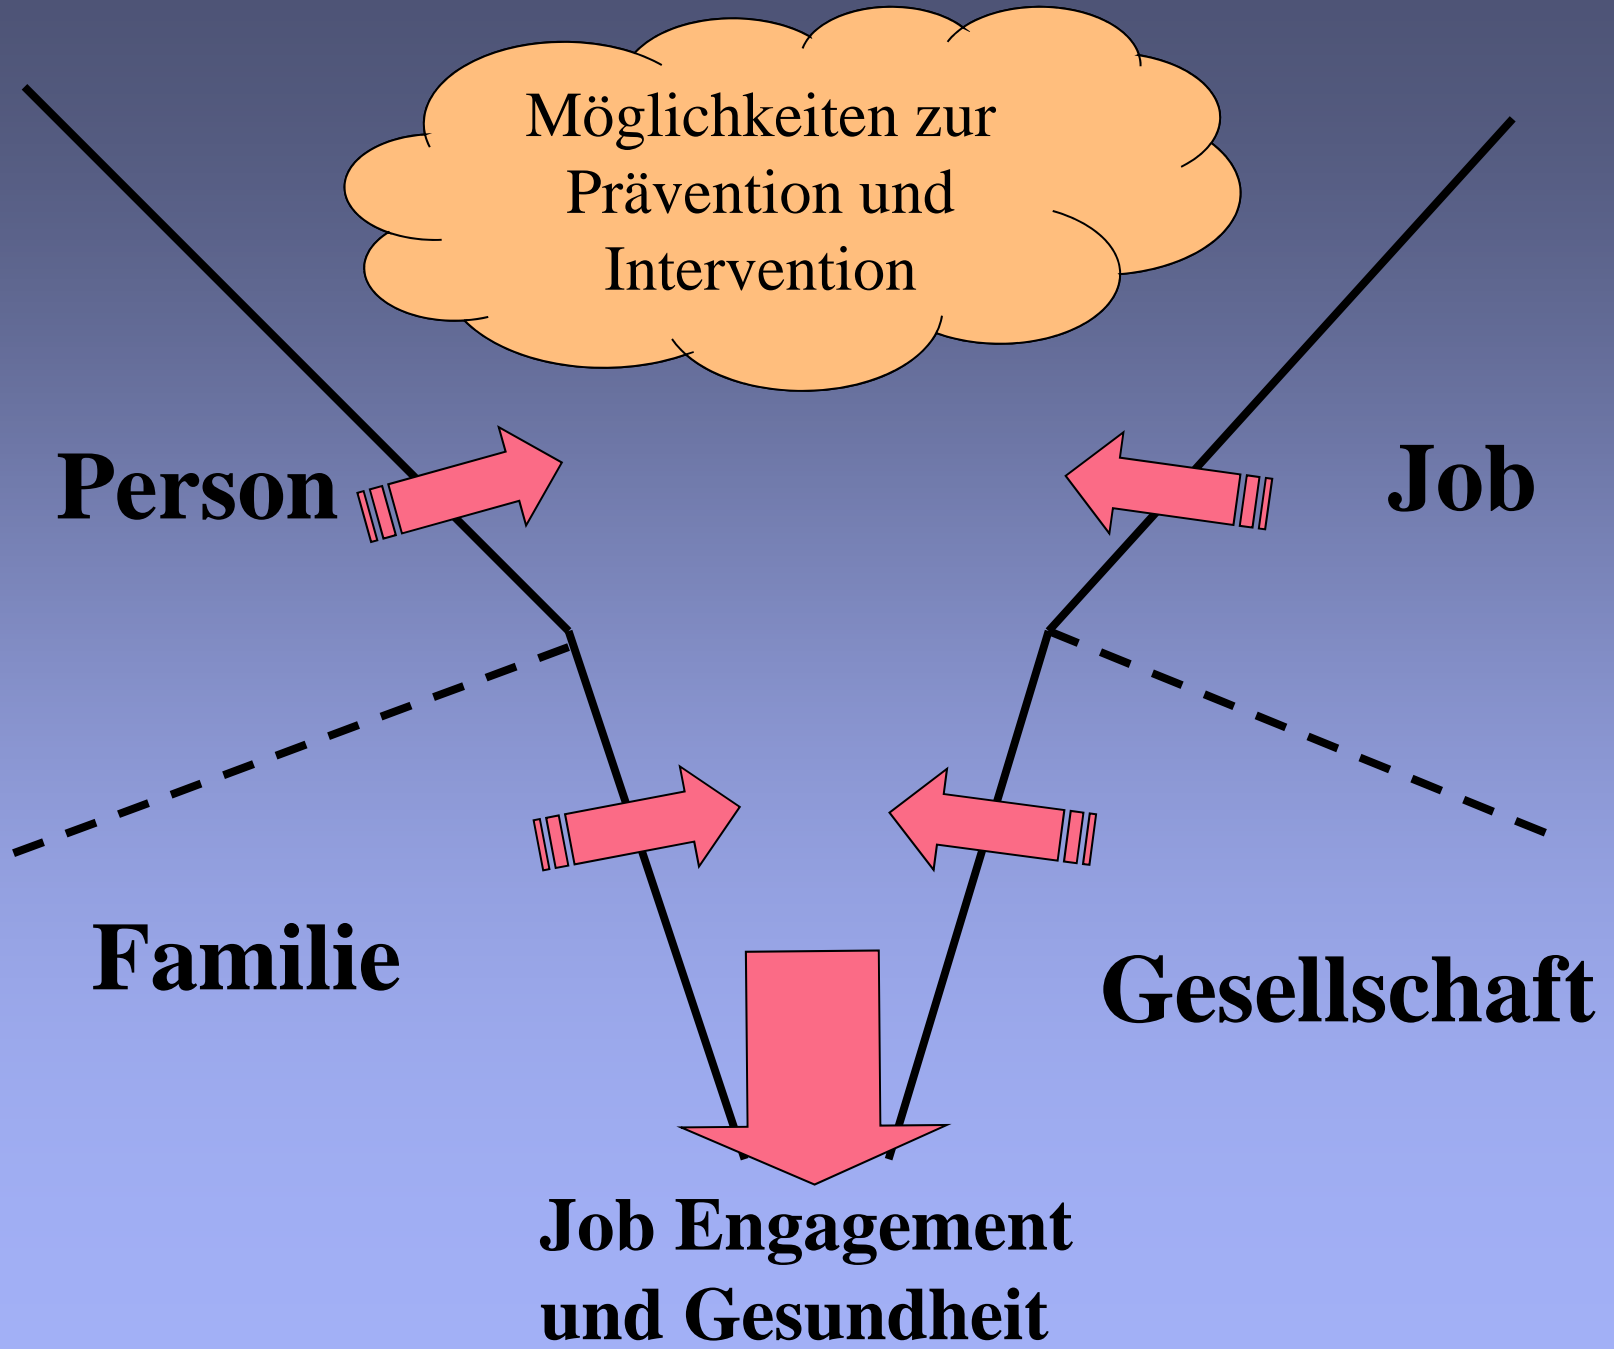 Möglichkeiten zur
Prävention und
Intervention
Person
Job
Familie
Gesellschaft
Job Engagement
und Gesundheit